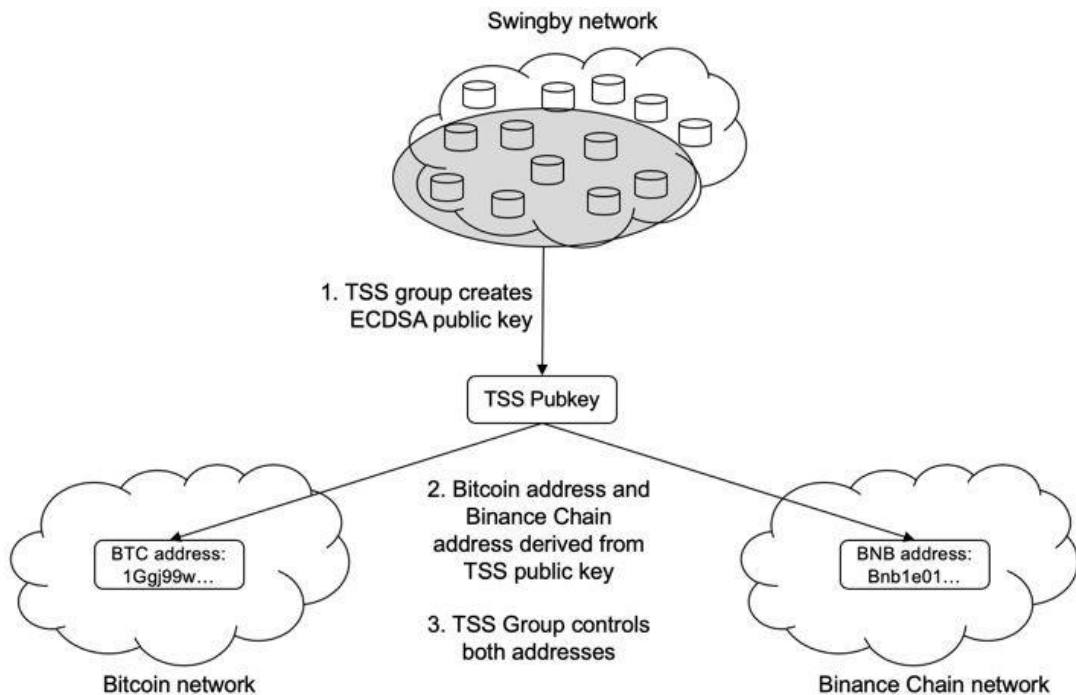 Swingby network
1. TSS group creates
ECDSA public key
TSS Pubkey
2. Bitcoin address and
Binance Chain
address derived from
TSS public key
BTC address:
1Ggj99w...
BNB address:
Bnb1e01...
3. TSS Group controls
both addresses
Bitcoin network
Binance Chain network